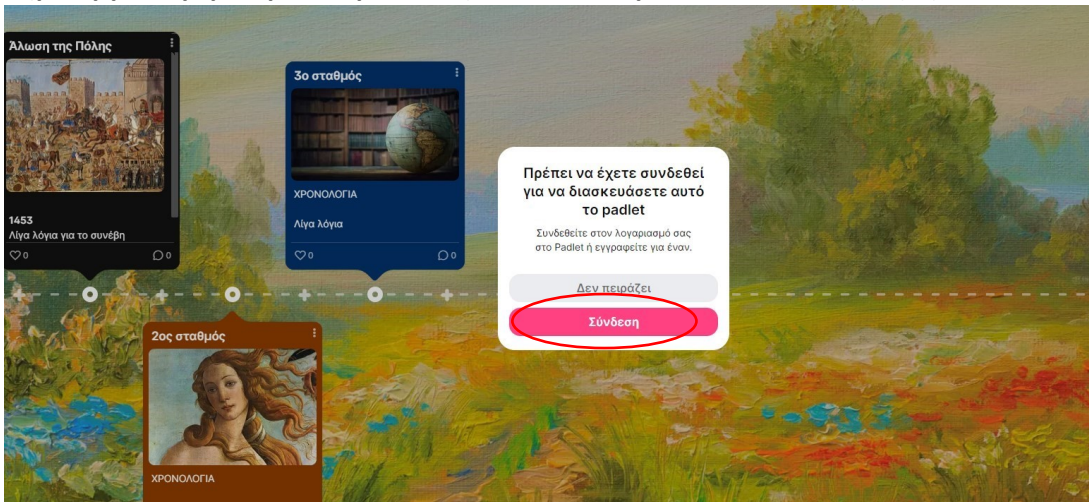 Άλωση της Πόλης
1453
Λίγα λόγια για το συνέβη
0
0
3ο σταθμός
ΧΡΟΝΟΛΟΓΙΑ
Λίγα λόγια
0
0
2ος σταθμός
ΧΡΟΝΟΛΟΓΙΑ
Πρέπει να έχετε συνδεθεί
για να διασκευάσετε αυτό
το padlet
Συνδεθείτε στον λογαριασμό σας
στο Padlet ή εγγραφείτε για έναν.
Δεν πειράζει
Σύνδεση